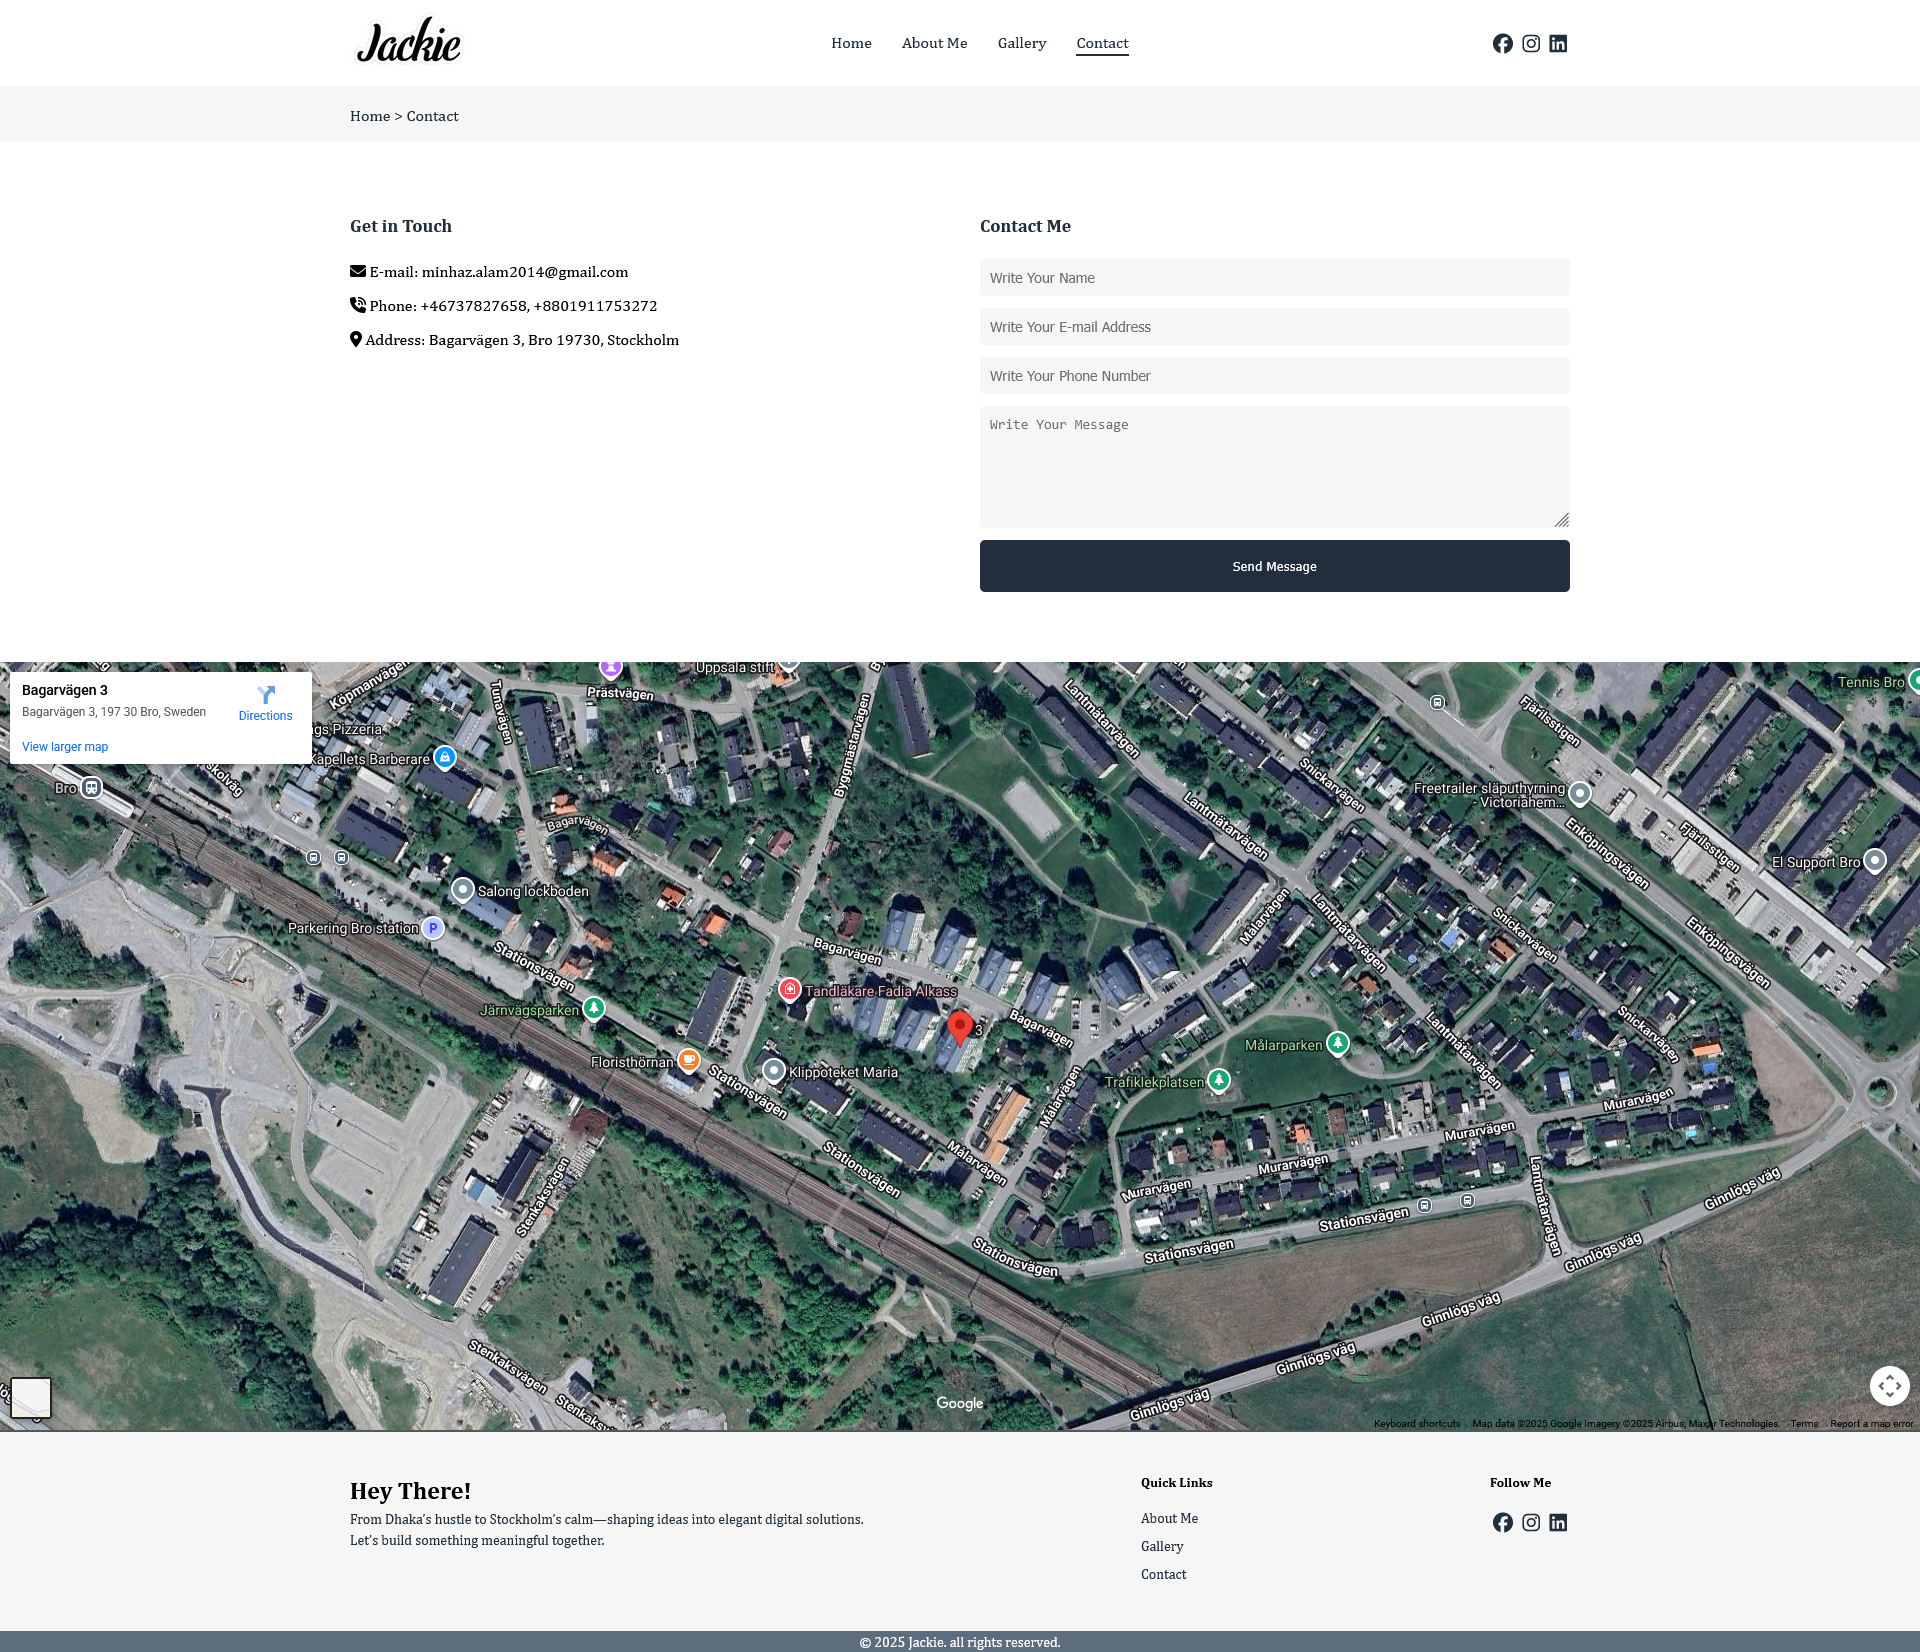 Jackie
Home
About Me
Gallery
Contact
Home > Contact
Get in Touch
E-mail: minhaz.alam2014@gmail.com
Phone: +46737827658, +8801911753272
Address: Bagarvägen 3, Bro 19730, Stockholm
Contact Me
Write Your Name
Write Your E-mail Address
Write Your Phone Number
Write Your Message
Send Message
Bagarvägen 3
Bagarvägen 3, 197 30 Bro, Sweden
Directions
View larger map
Köpmanvägen
Tunavägen
Prästvägen
Uppsala stift
Byggmästarvägen
Lantmätarvägen
Fjärilsstigen
Tennis Bro
Pizzeria
Kapellets Barberare
Bro
Bagarvägen
Snickarvägen
Lantmätarvägen
Freetrailer släputhyrning
- Victoriahem...
Enköpingsvägen
Fjärilsstigen
El Support Bro
Salong lockboden
Parkering Bro station
P
Stationsvägen
Bagarvägen
Målarvägen
Lantmätarvägen
Snickarvägen
Enköpingsvägen
Tandläkare Fadia Alkass
Järnvägsparken
3
Bagarvägen
Målarparken
Lantmätarvägen
Snickarvägen
Floristhörnan
Klippoteket Maria
Stationsvägen
Trafiklekplatsen
Målarvägen
Murarvägen
Murarvägen
Murarvägen
Murarvägen
Målarvägen
Stationsvägen
Stenkaksvägen
Lantmätarvägen
Ginnlögs väg
Stationsvägen
Stationsvägen
Stationsvägen
Ginnlögs väg
Ginnlögs väg
Ginnlögs väg
Stenkaksvägen
Ginnlögs väg
Google
Keyboard shortcuts
Map data ©2025 Google Imagery ©2025 Airbus, Maxar Technologies
Terms
Report a map error
Hey There!
From Dhaka’s hustle to Stockholm’s calm—shaping ideas into elegant digital solutions.
Let’s build something meaningful together.
Quick Links
About Me
Gallery
Contact
Follow Me
© 2025 Jackie. all rights reserved.